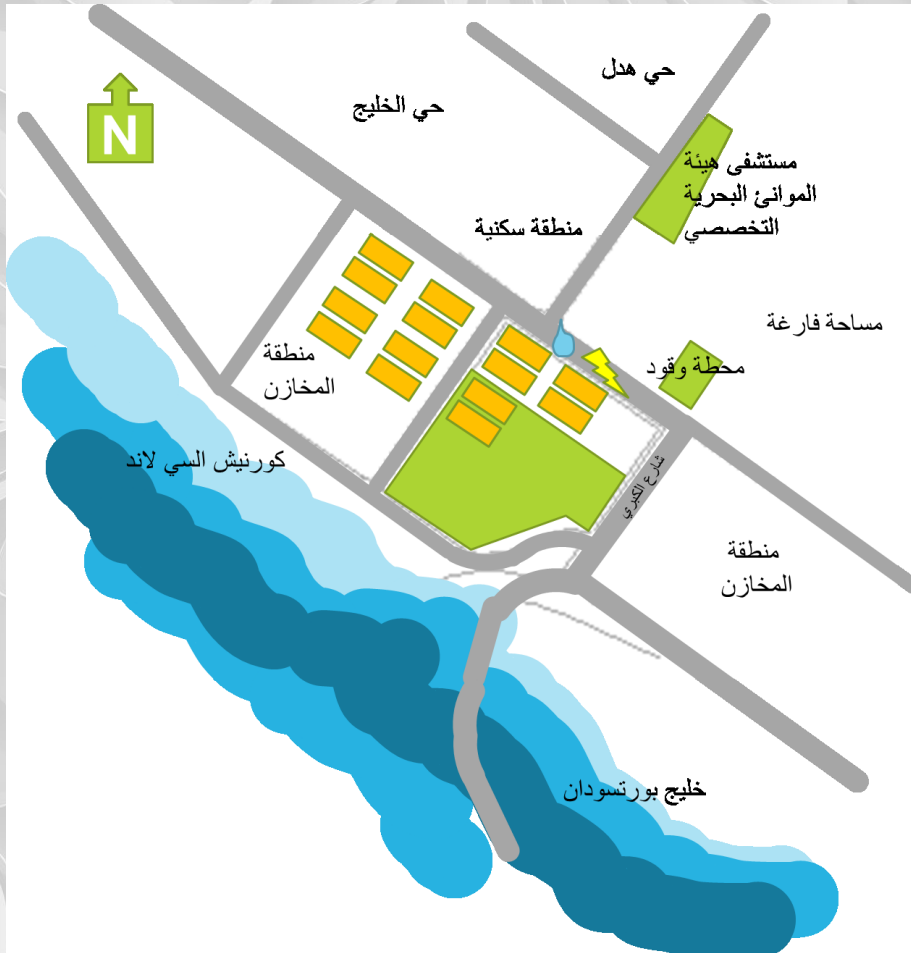 حي هدل
حي الخليج
N
مستشفى هيئة
الموانئ البحرية
التخصصي
منطقة سكنية
مساحة فارغة
محطة وقود
منطقة
المخازن
كورنيش السي لاند
شارع الكبري
منطقة
المخازن
خليج بورتسودان